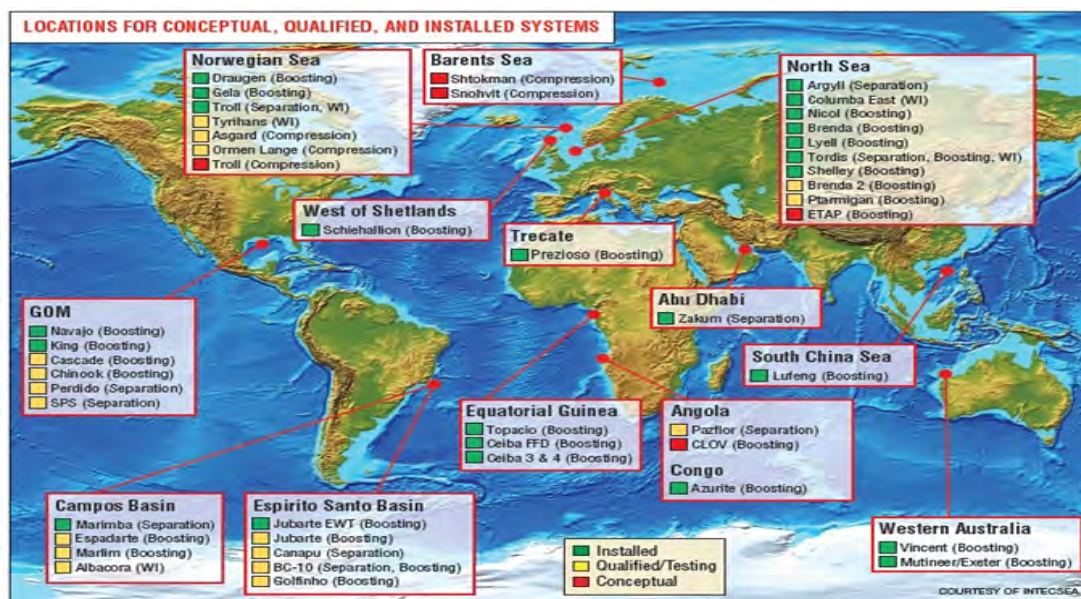 LOCATIONS FOR CONCEPTUAL, QUALIFIED, AND INSTALLED SYSTEMS
Norwegian Sea
Draugen (Boosting)
Gela (Boosting)
Troll (Separation, WI)
Tyrihans (WI)
Asgard (Compression)
Ormen Lange (Compression)
Troll (Compression)
Barents Sea
Shtokman (Compression)
Snohvit (Compression)
North Sea
Argyll (Separation)
Columba East (WI)
Nicol (Boosting)
Brenda (Boosting)
Lyell (Boosting)
Tordis (Separation, Boosting, WI)
Shelley (Boosting)
Brenda 2 (Boosting)
Ptarmigan (Boosting)
ETAP (Boosting)
West of Shetlands
Schiehallion (Boosting)
Trecate
Prezioso (Boosting)
Abu Dhabi
Zakum (Separation)
South China Sea
Lufeng (Boosting)
GOM
Navajo (Boosting)
King (Boosting)
Cascade (Boosting)
Chinook (Boosting)
Perdido (Separation)
SPS (Separation)
Equatorial Guinea
Topacio (Boosting)
Ceiba FFD (Boosting)
Ceiba 3 & 4 (Boosting)
Angola
Pazflor (Separation)
CLOV (Boosting)
Congo
Azurite (Boosting)
Campos Basin
Marimba (Separation)
Espadarte (Boosting)
Marlim (Boosting)
Albacora (WI)
Espirito Santo Basin
Jubarte EWT (Boosting)
Jubarte (Boosting)
Canapu (Separation)
BC-10 (Separation, Boosting)
Golfinho (Boosting)
Installed
Qualified/Testing
Conceptual
Western Australia
Vincent (Boosting)
Mutineer/Exeter (Boosting)
COURTESY OF INTECSEA